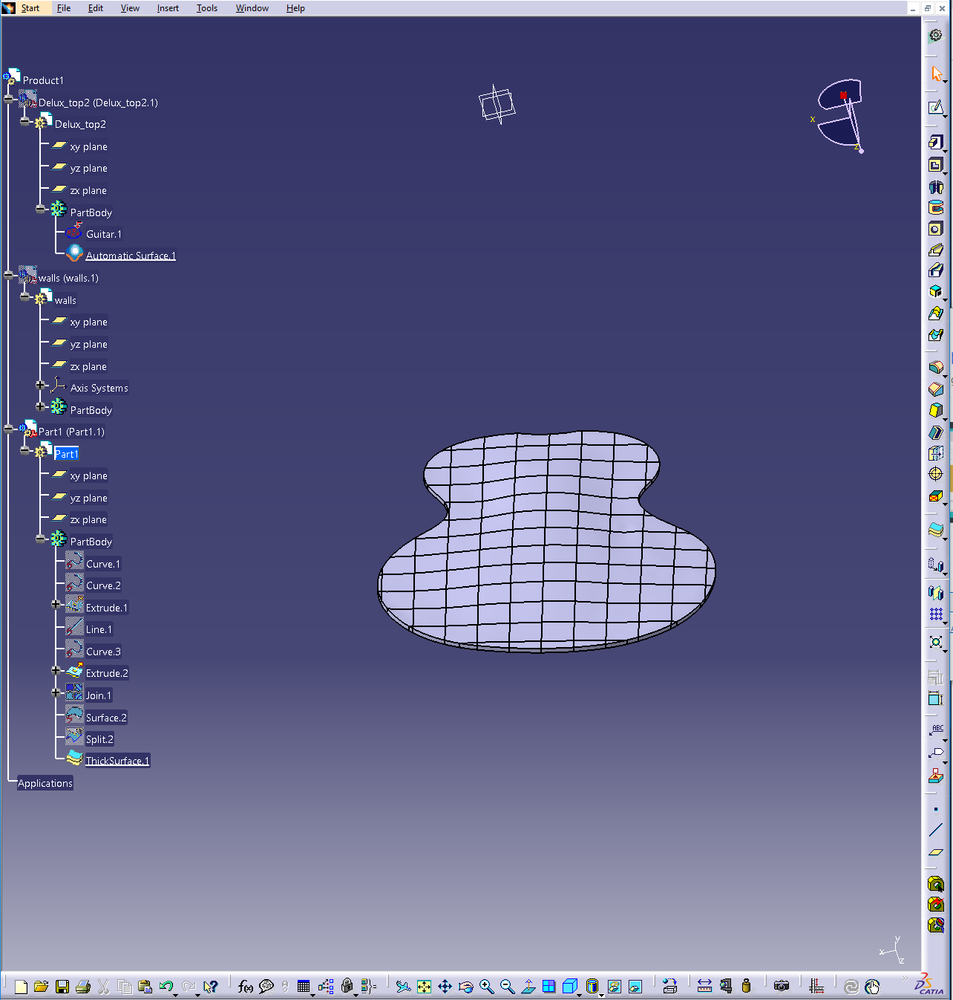 Start File Edit View Insert Tools Window Help
Product1
Delux_top2 (Delux_top2.1)
Delux_top2
xy plane
yz plane
zx plane
PartBody
Guitar.1
Automatic Surface.1
walls (walls.1)
walls
xy plane
yz plane
zx plane
Axis Systems
PartBody
Part1 (Part1.1)
Part1
xy plane
yz plane
zx plane
PartBody
Curve.1
Curve.2
Extrude.1
Line.1
Curve.3
Extrude.2
Join.1
Surface.2
Split.2
ThickSurface.1
Applications
x
z
ABC
y
x
z
f(x)
CATIA